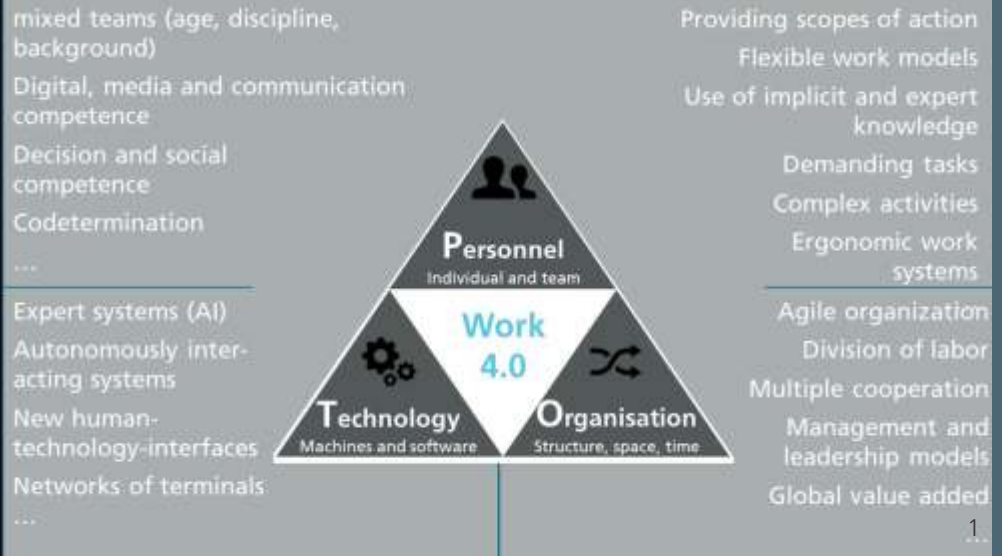 mixed teams (age, discipline,
background)
Digital, media and communication
competence
Decision and social
competence
Codetermination
...
Providing scopes of action
Flexible work models
Use of implicit and expert
knowledge
Demanding tasks
Complex activities
Ergonomic work
systems
Personnel
Individual and team
Work
4.0
Technology
Machines and software
Organisation
Structure, space, time
Expert systems (AI)
Autonomously inter-
acting systems
New human-
technology-interfaces
Networks of terminals
...
Agile organization
Division of labor
Multiple cooperation
Management and
leadership models
Global value added
...
1